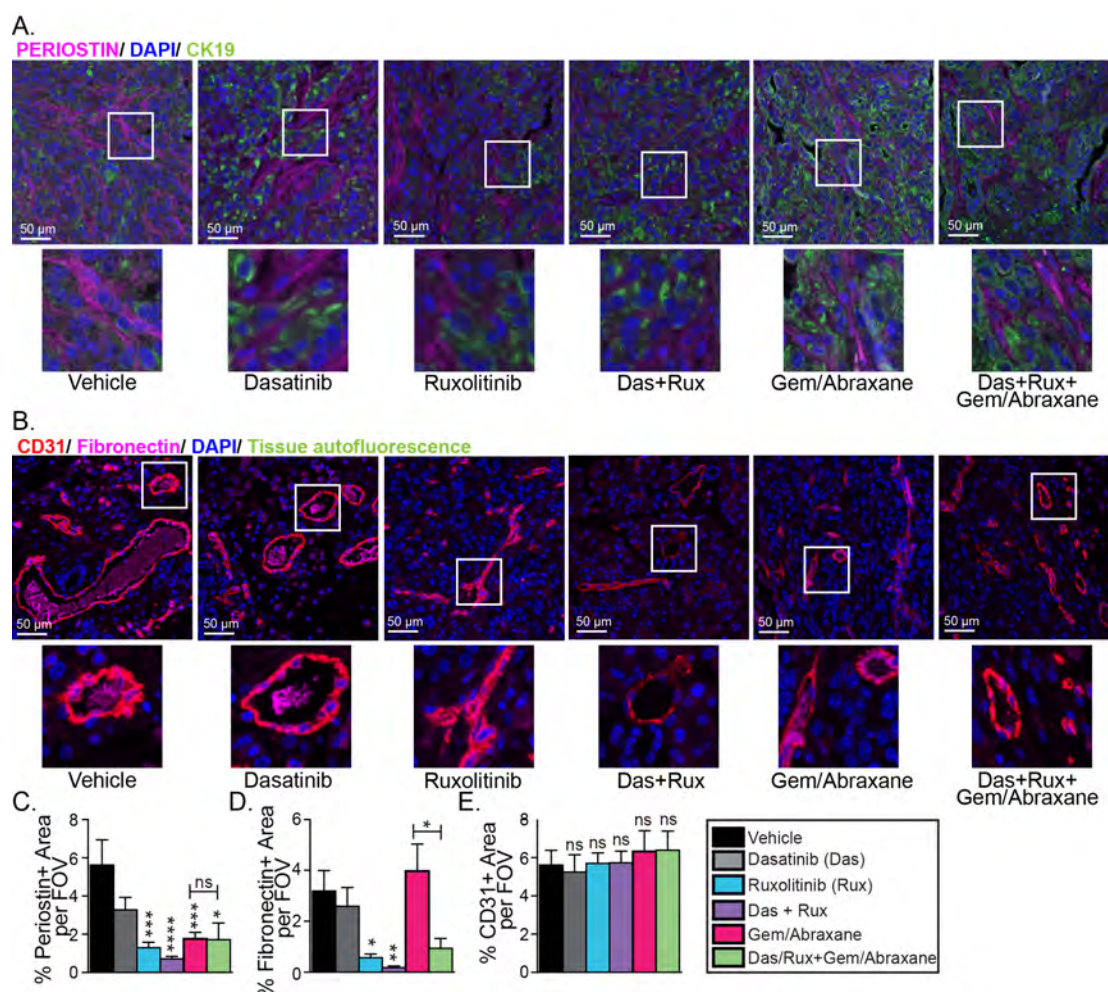 A.
PERIOSTIN/ DAPI/ CK19
50 µm
50 µm
50 µm
50 µm
50 µm
50 µm
Vehicle
Dasatinib
Ruxolitinib
Das+Rux
Gem/Abraxane
Das+Rux+
Gem/Abraxane
B.
CD31/ Fibronectin/ DAPI/ Tissue autofluorescence
50 µm
50 µm
50 µm
50 µm
50 µm
50 µm
Vehicle
Dasatinib
Ruxolitinib
Das+Rux
Gem/Abraxane
Das+Rux+
Gem/Abraxane
C.
% Periostin+ Area
per FOV
8
6
4
2
0
***
****
***
ns
*
D.
% Fibronectin+ Area
per FOV
6
4
2
0
*
**
*
E.
% CD31+ Area
per FOV
8
6
4
2
0
ns
ns
ns
ns
ns
Vehicle
Dasatinib (Das)
Ruxolitinib (Rux)
Das + Rux
Gem/Abraxane
Das/Rux+Gem/Abraxane